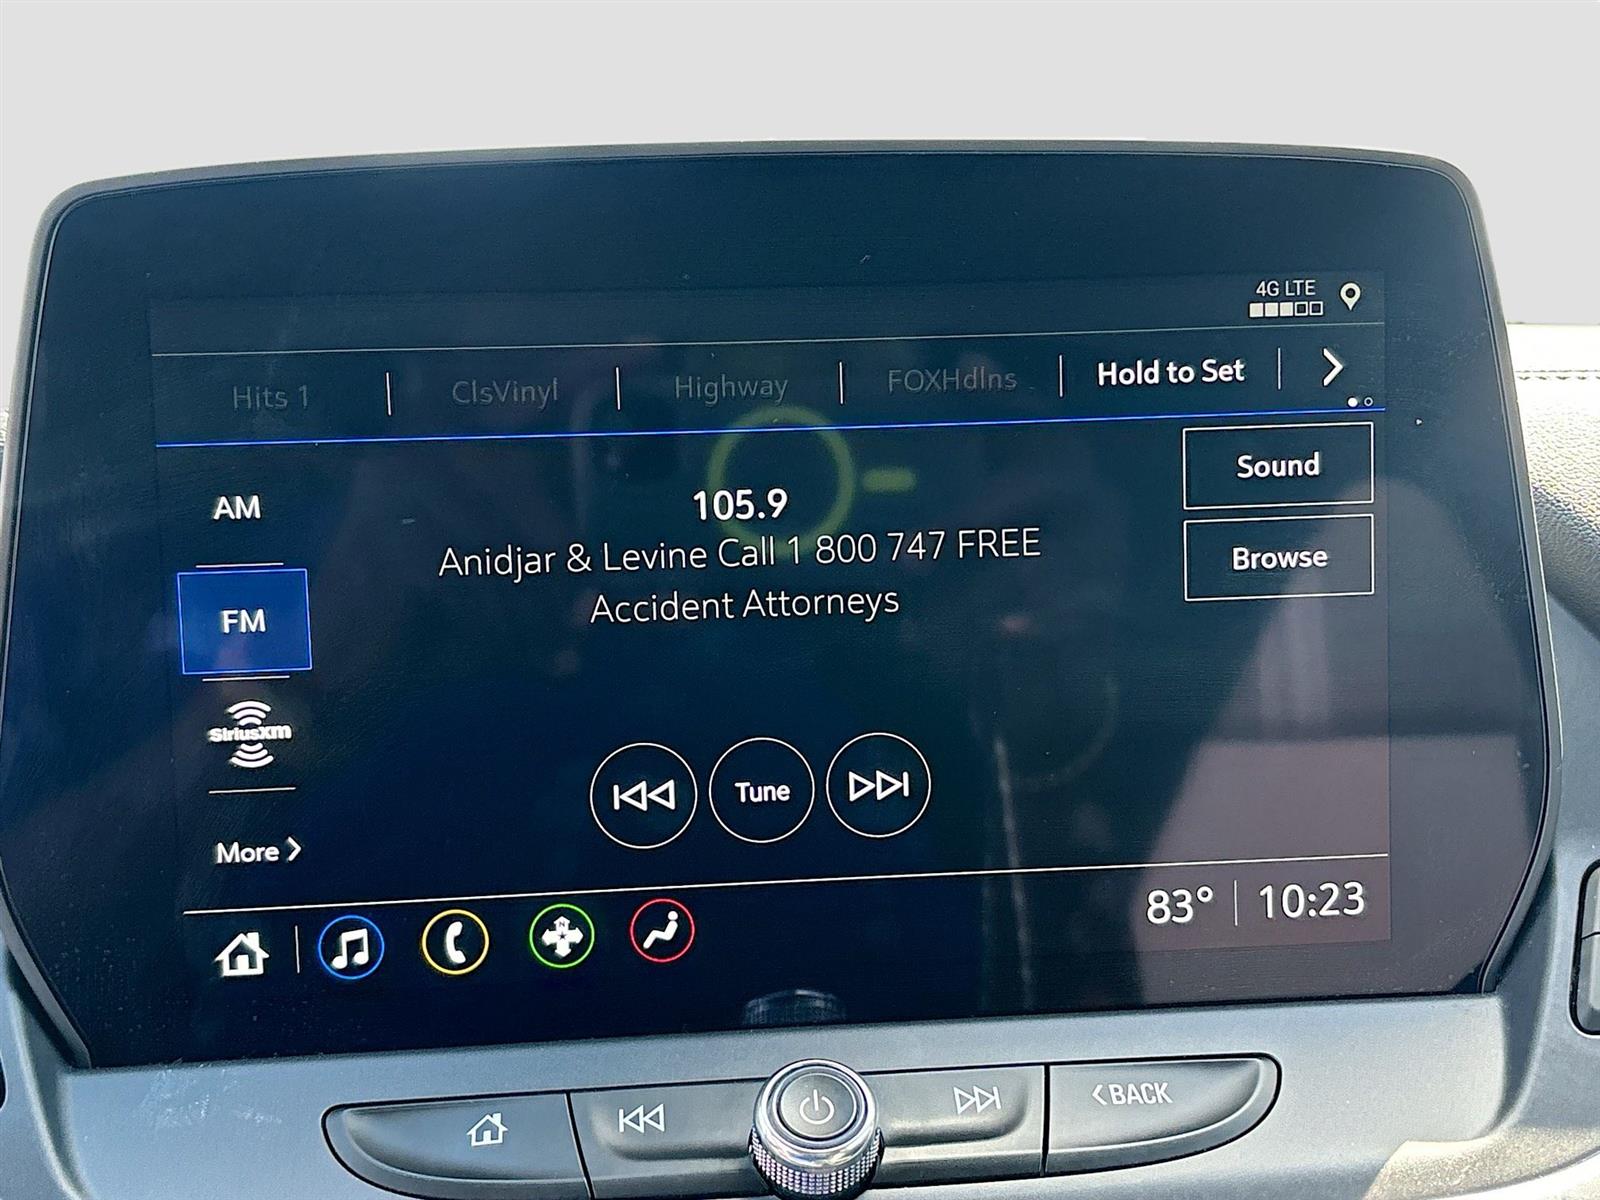 4G LTE
Hits 1
ClsVinyl
Highway
FOXHdlns
Hold to Set
Sound
AM
105.9
Anidjar & Levine Call 1 800 747 FREE
Browse
Accident Attorneys
FM
SiriusXm
Tune
More
N
83° 10:23
BACK